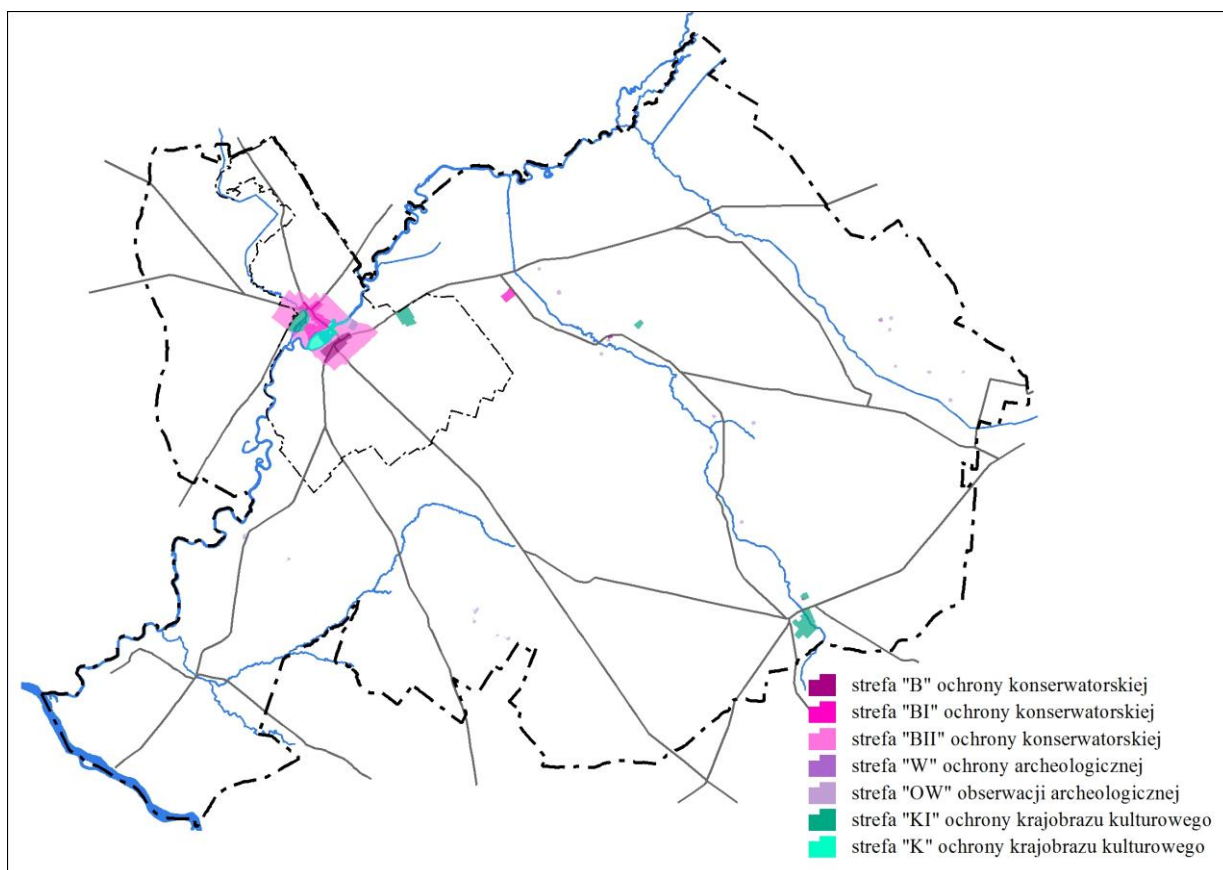 strefa "B" ochrony konserwatorskiej
strefa "BI" ochrony konserwatorskiej
strefa "BII" ochrony konserwatorskiej
strefa "W" ochrony archeologicznej
strefa "OW" obserwacji archeologicznej
strefa "KI" ochrony krajobrazu kulturowego
strefa "K" ochrony krajobrazu kulturowego